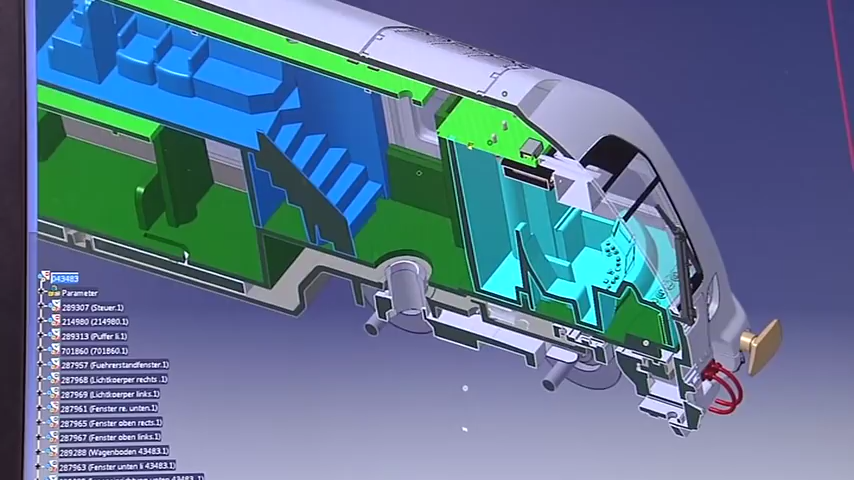 043483
Parameter
289307 (Steuer.1)
214980 (214980.1)
289313 (Puffer li.1)
701860 (701860.1)
287957 (Fuehrerstandfenster.1)
287968 (Lichtkoerper rechts .1)
287969 (Lichtkoerper links.1)
287961 (Fenster re. unten.1)
287965 (Fenster oben rects.1)
287967 (Fenster oben links.1)
289288 (Wagenboden 43483.1)
287963 (Fenster unten li 43483.1)